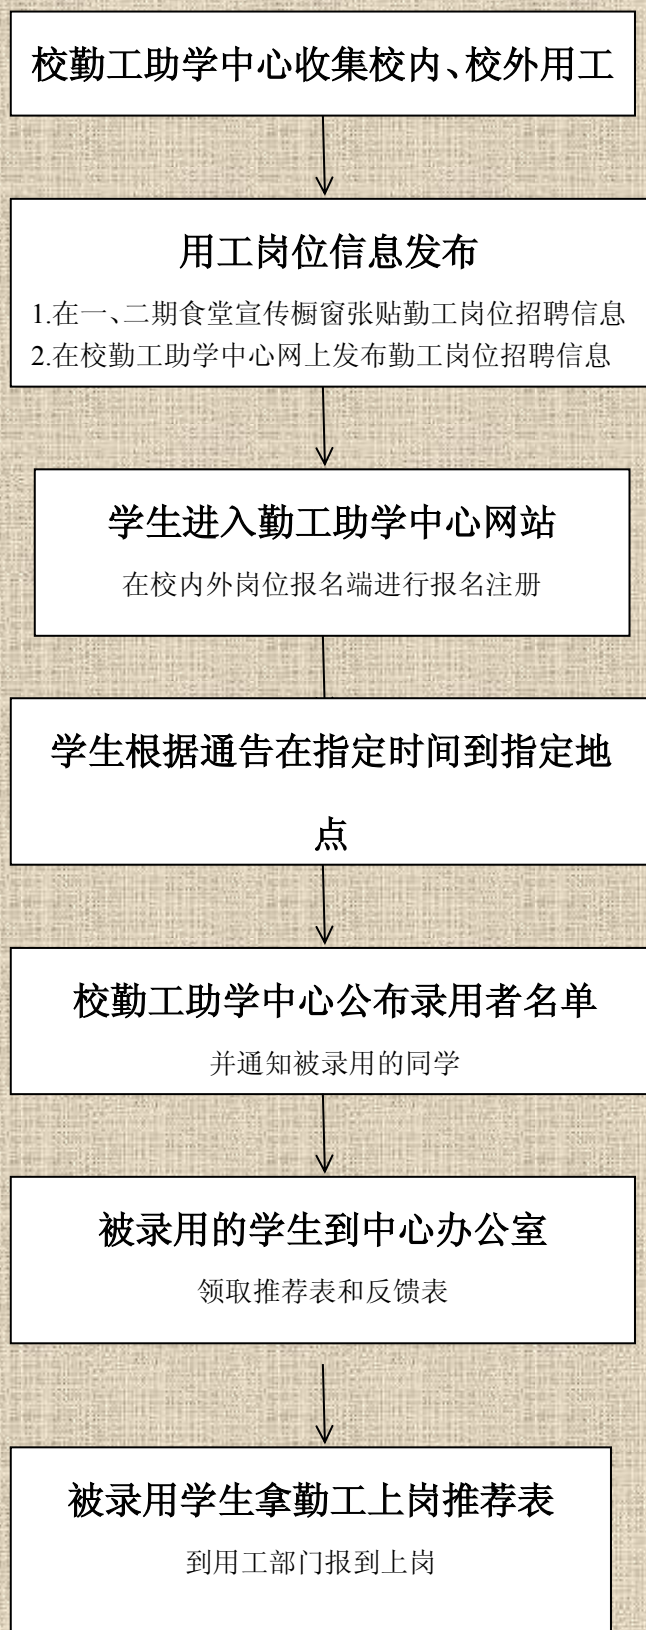 校勤工助学中心收集校内、校外用工
用工岗位信息发布
1.在一、二期食堂宣传橱窗张贴勤工岗位招聘信息
2.在校勤工助学中心网上发布勤工岗位招聘信息
学生进入勤工助学中心网站
在校内外岗位报名端进行报名注册
学生根据通告在指定时间到指定地
点
校勤工助学中心公布录用者名单
并通知被录用的同学
被录用的学生到中心办公室
领取推荐表和反馈表
被录用学生拿勤工上岗推荐表
到用工部门报到上岗